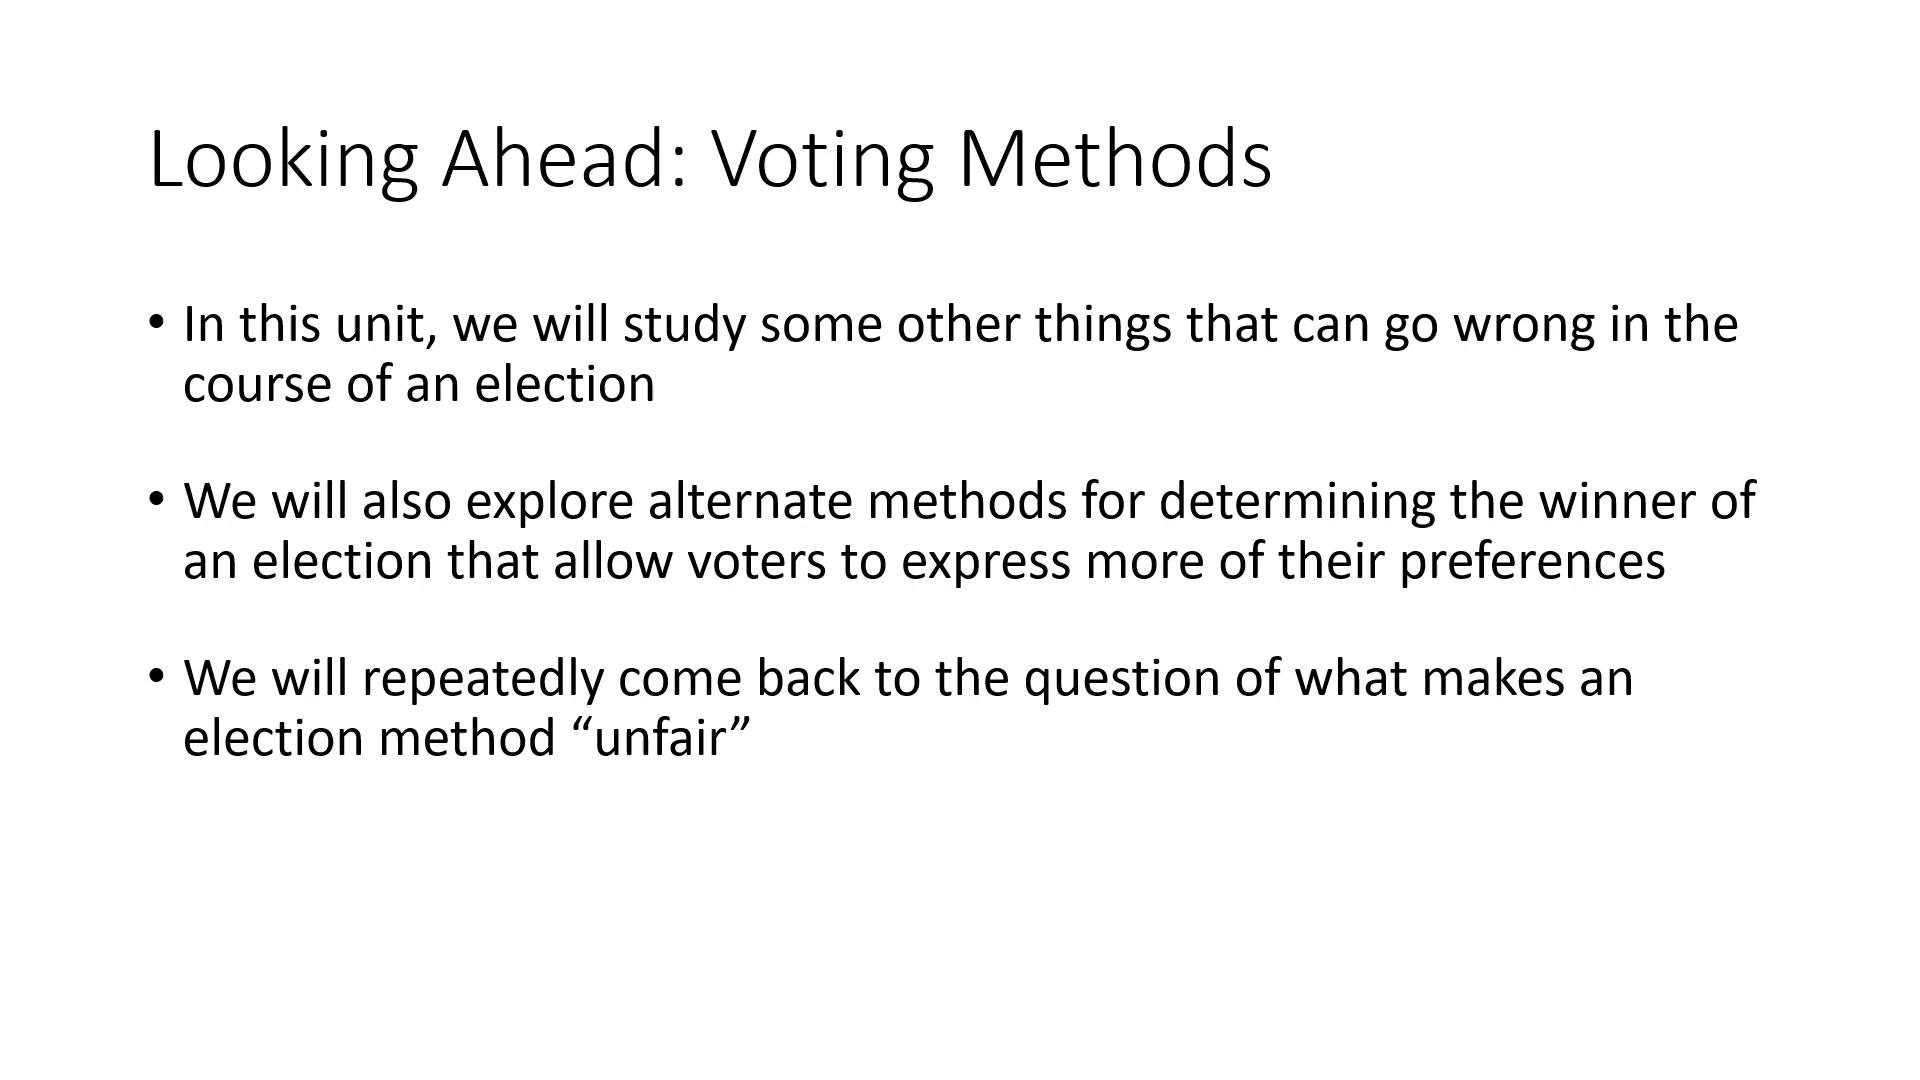 Looking Ahead: Voting Methods
• In this unit, we will study some other things that can go wrong in the
course of an election
• We will also explore alternate methods for determining the winner of
an election that allow voters to express more of their preferences
• We will repeatedly come back to the question of what makes an
election method “unfair”